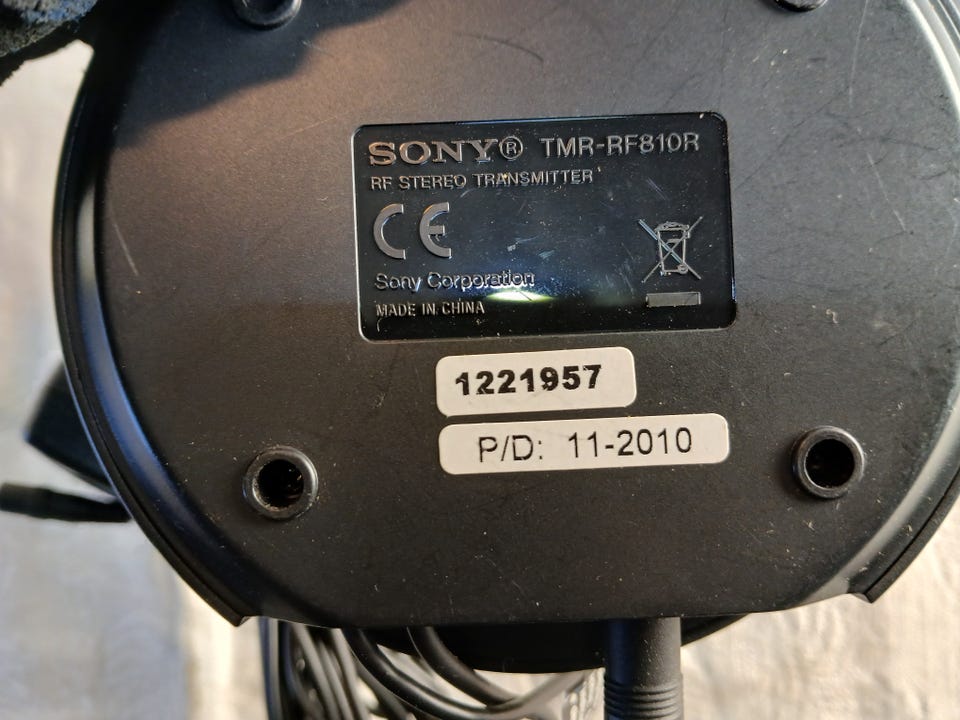 SONY® TMR-RF810R
RF STEREO TRANSMITTER
CE
Sony Corporation
MADE IN CHINA
1221957
P/D: 11-2010